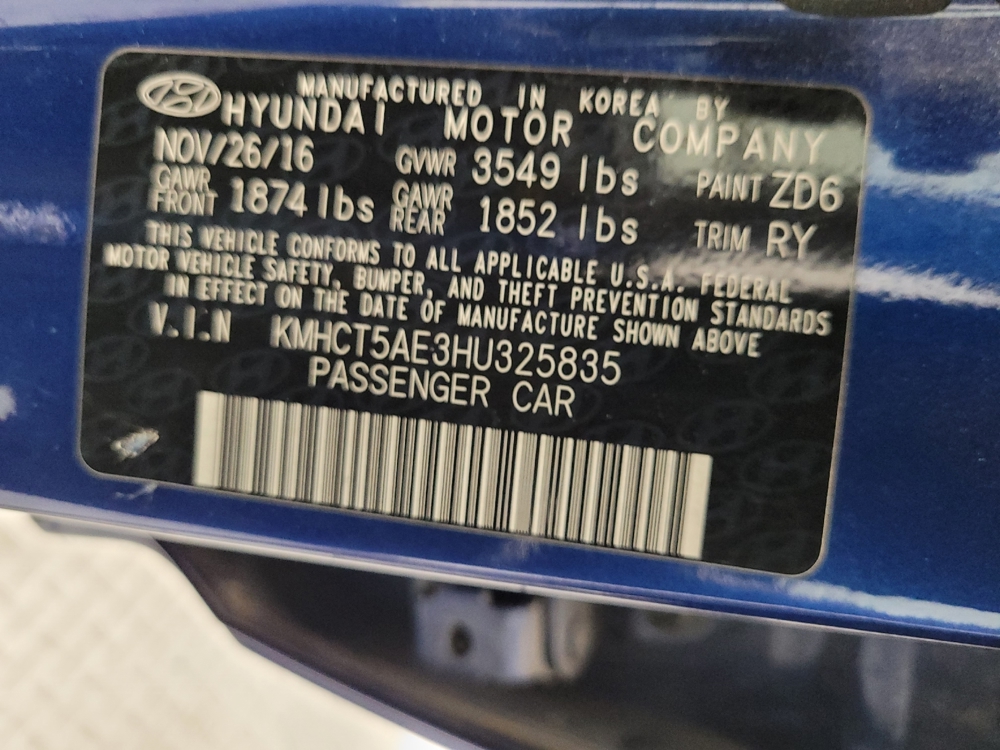 MANUFACTURED IN KOREA BY
HYUNDAI MOTOR COMPANY
NOV/26/16 GVWR 3549 lbs PAINT ZD6
GAWR FRONT 1874 lbs GAWR REAR 1852 lbs TRIM RY
THIS VEHICLE CONFORMS TO ALL APPLICABLE U.S.A. FEDERAL
MOTOR VEHICLE SAFETY, BUMPER, AND THEFT PREVENTION STANDARDS
IN EFFECT ON THE DATE OF MANUFACTURE SHOWN ABOVE
V.I.N KMHCT5AE3HU325835
PASSENGER CAR